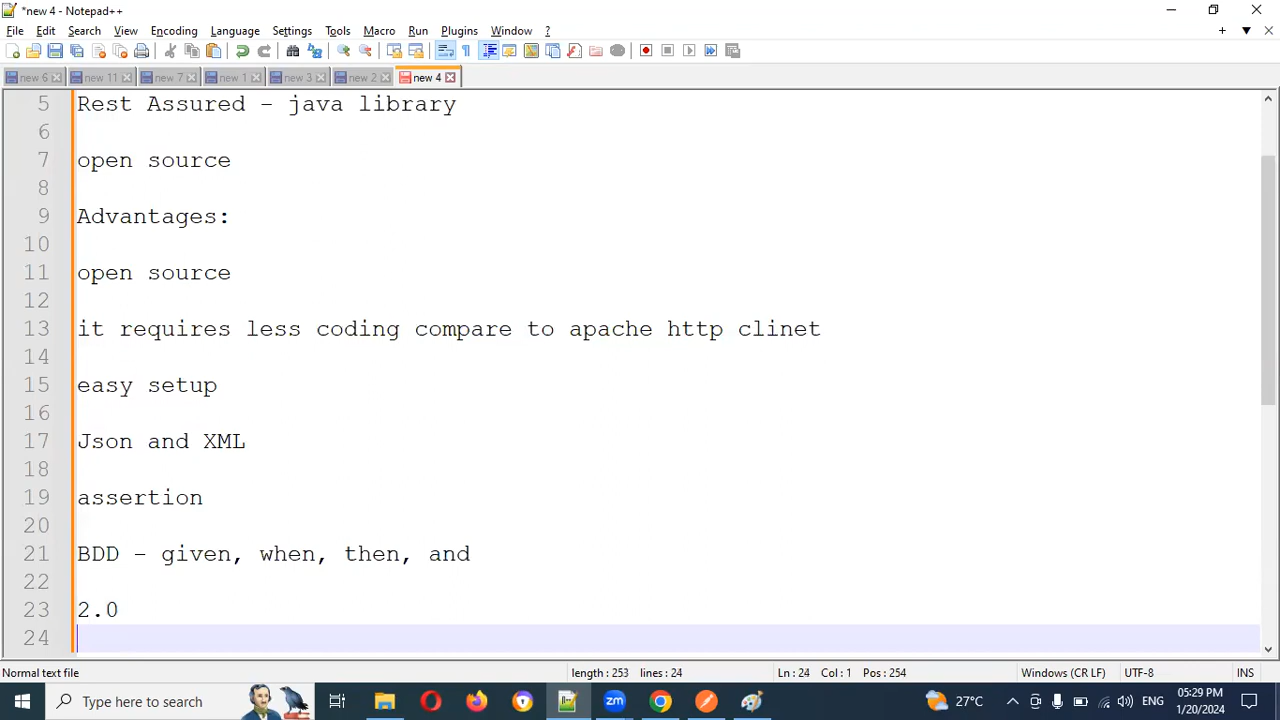 *new 4 - Notepad++
File Edit Search View Encoding Language Settings Tools Macro Run Plugins Window ?
new 6 new 11 new 7 new 1 new 3 new 2 new 4
5 Rest Assured - java library
6
7 open source
8
9 Advantages:
10
11 open source
12
13 it requires less coding compare to apache http clinet
14
15 easy setup
16
17 Json and XML
18
19 assertion
20
21 BDD - given, when, then, and
22
23 2.0
24
Normal text file length : 253 lines : 24 Ln : 24 Col : 1 Pos : 254 Windows (CR LF) UTF-8 INS
Type here to search 27°C ENG 05:29 PM
1/20/2024